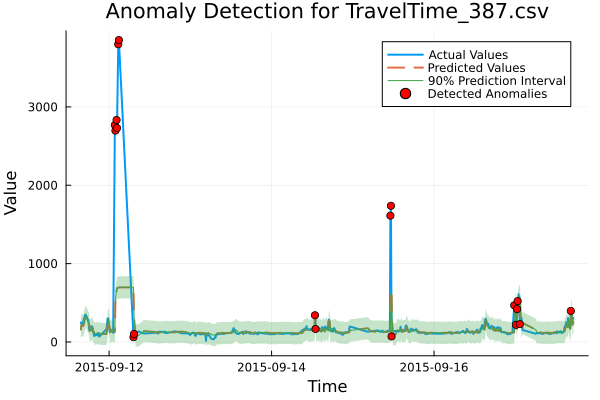 Anomaly Detection for TravelTime_387.csv
Actual Values
Predicted Values
90% Prediction Interval
Detected Anomalies
Value
3000
2000
1000
0
2015-09-12
2015-09-14
2015-09-16
Time